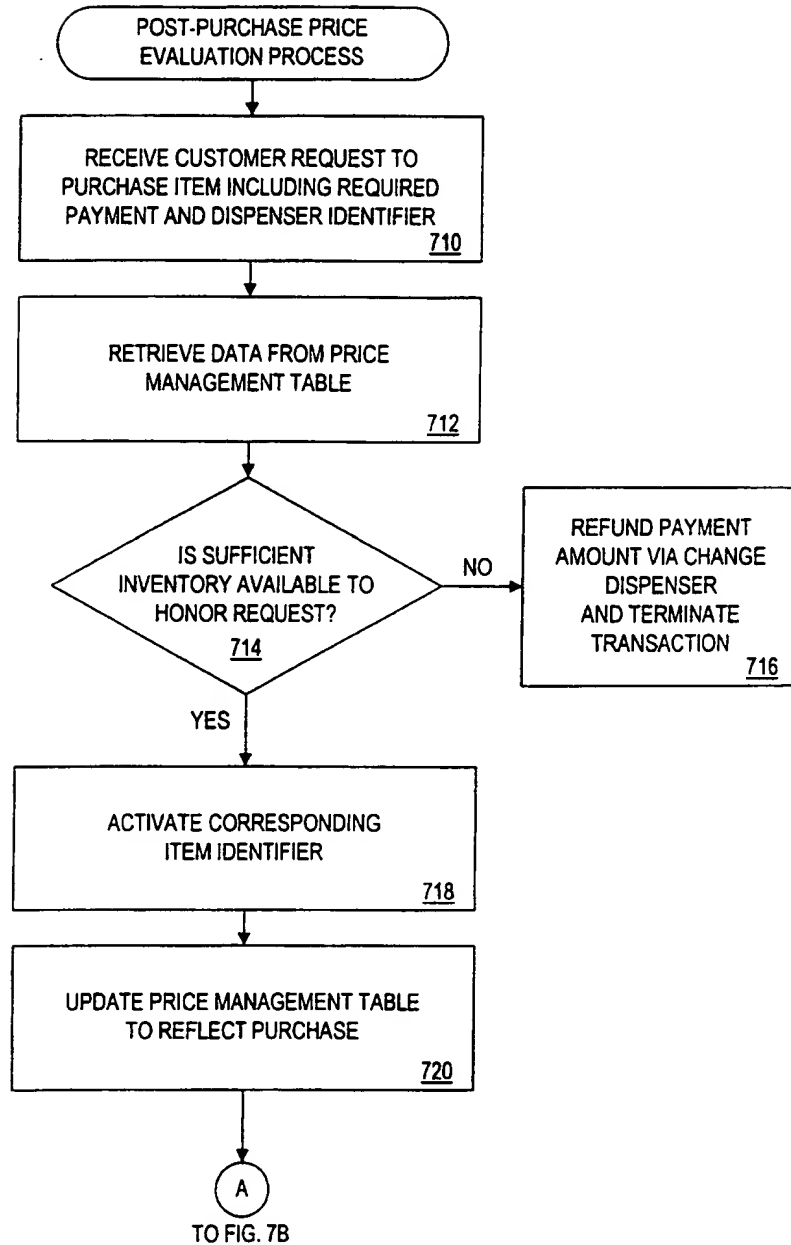 POST-PURCHASE PRICE
EVALUATION PROCESS
RECEIVE CUSTOMER REQUEST TO
PURCHASE ITEM INCLUDING REQUIRED
PAYMENT AND DISPENSER IDENTIFIER
710
RETRIEVE DATA FROM PRICE
MANAGEMENT TABLE
712
IS SUFFICIENT
INVENTORY AVAILABLE TO
HONOR REQUEST?
714
NO
REFUND PAYMENT
AMOUNT VIA CHANGE
DISPENSER
AND TERMINATE
TRANSACTION
716
YES
ACTIVATE CORRESPONDING
ITEM IDENTIFIER
718
UPDATE PRICE MANAGEMENT TABLE
TO REFLECT PURCHASE
720
A
TO FIG. 7B